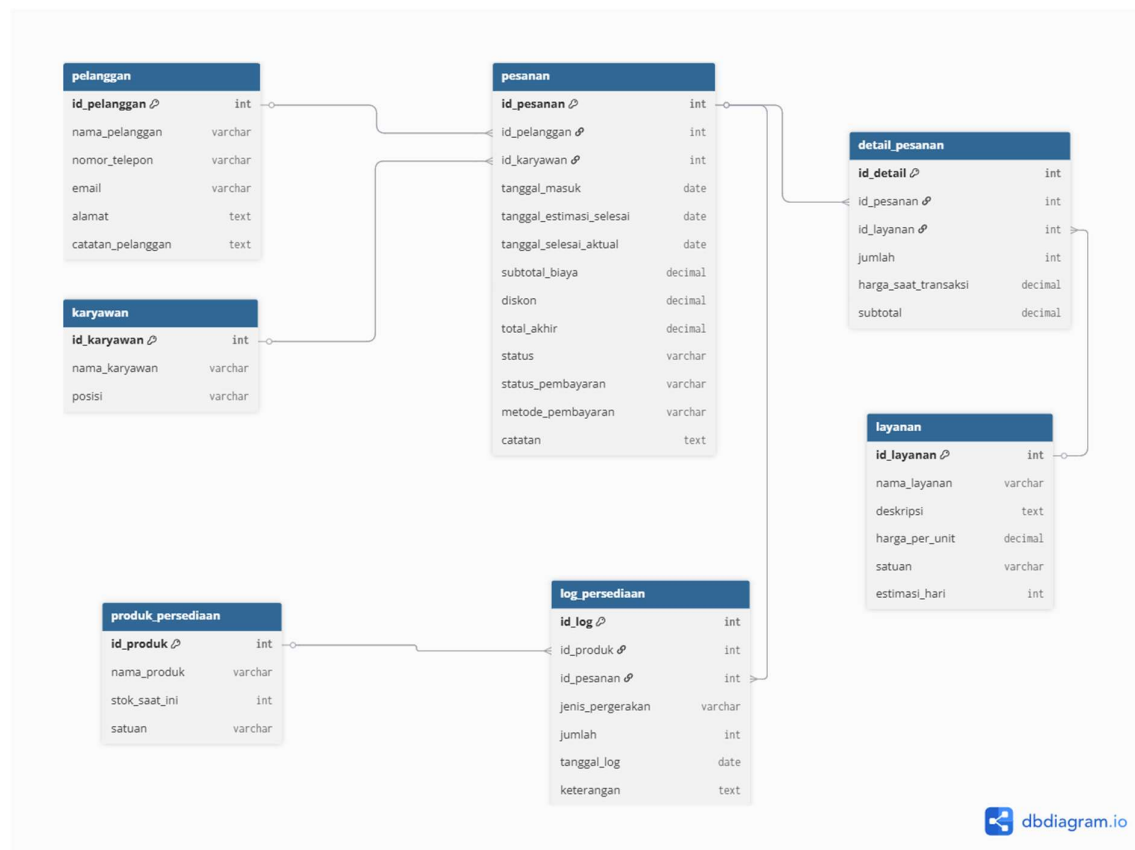 pelanggan
id_pelanggan int
nama_pelanggan varchar
nomor_telepon varchar
email varchar
alamat text
catatan_pelanggan text
karyawan
id_karyawan int
nama_karyawan varchar
posisi varchar
pesanan
id_pesanan int
id_pelanggan int
id_karyawan int
tanggal_masuk date
tanggal_estimasi_selesai date
tanggal_selesai_aktual date
subtotal_biaya decimal
diskon decimal
total_akhir decimal
status varchar
status_pembayaran varchar
metode_pembayaran varchar
catatan text
detail_pesanan
id_detail int
id_pesanan int
id_layanan int
jumlah int
harga_saat_transaksi decimal
subtotal decimal
layanan
id_layanan int
nama_layanan varchar
deskripsi text
harga_per_unit decimal
satuan varchar
estimasi_hari int
produk_persediaan
id_produk int
nama_produk varchar
stok_saat_ini int
satuan varchar
log_persediaan
id_log int
id_produk int
id_pesanan int
jenis_pergerakan varchar
jumlah int
tanggal_log date
keterangan text
dbdiagram.io